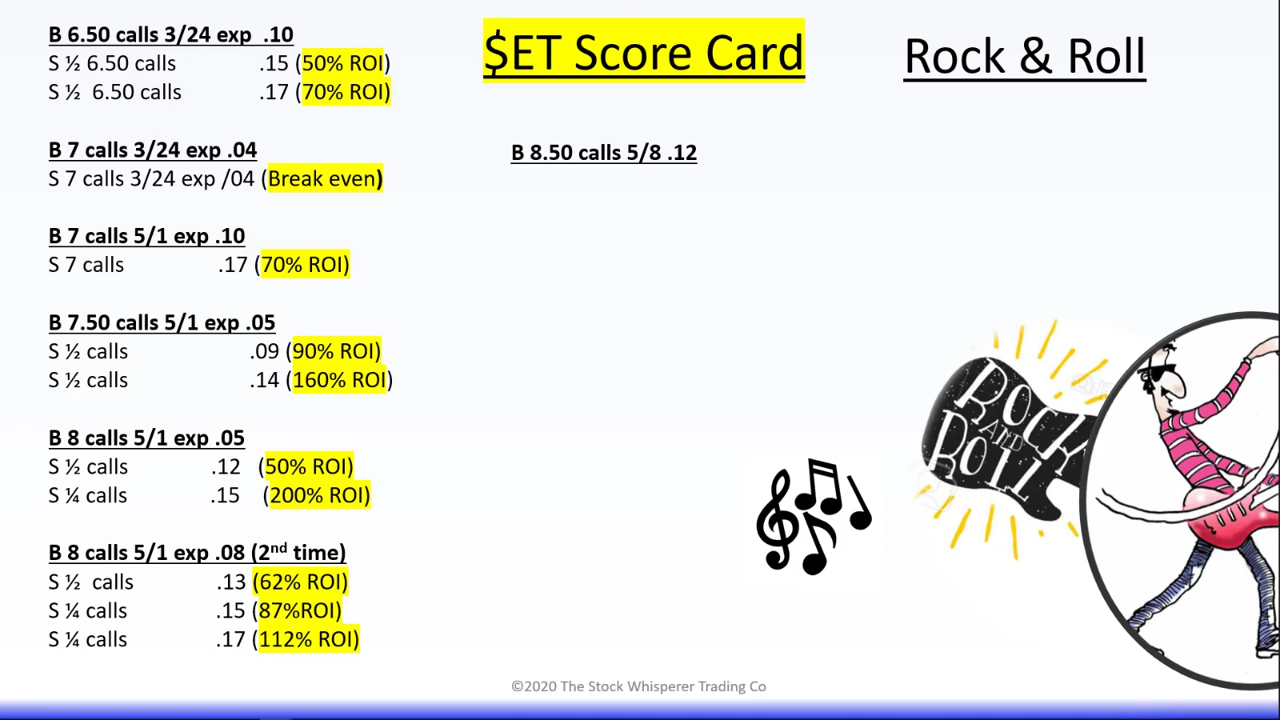 B 6.50 calls 3/24 exp .10
S ½ 6.50 calls .15 (50% ROI)
S ½ 6.50 calls .17 (70% ROI)
B 7 calls 3/24 exp .04
S 7 calls 3/24 exp /04 (Break even)
B 7 calls 5/1 exp .10
S 7 calls .17 (70% ROI)
B 7.50 calls 5/1 exp .05
S ½ calls .09 (90% ROI)
S ½ calls .14 (160% ROI)
B 8 calls 5/1 exp .05
S ½ calls .12 (50% ROI)
S ¼ calls .15 (200% ROI)
B 8 calls 5/1 exp .08 (2nd time)
S ½ calls .13 (62% ROI)
S ¼ calls .15 (87%ROI)
S ¼ calls .17 (112% ROI)
$ET Score Card
B 8.50 calls 5/8 .12
Rock & Roll
ROCK
AND
ROLL
©2020 The Stock Whisperer Trading Co